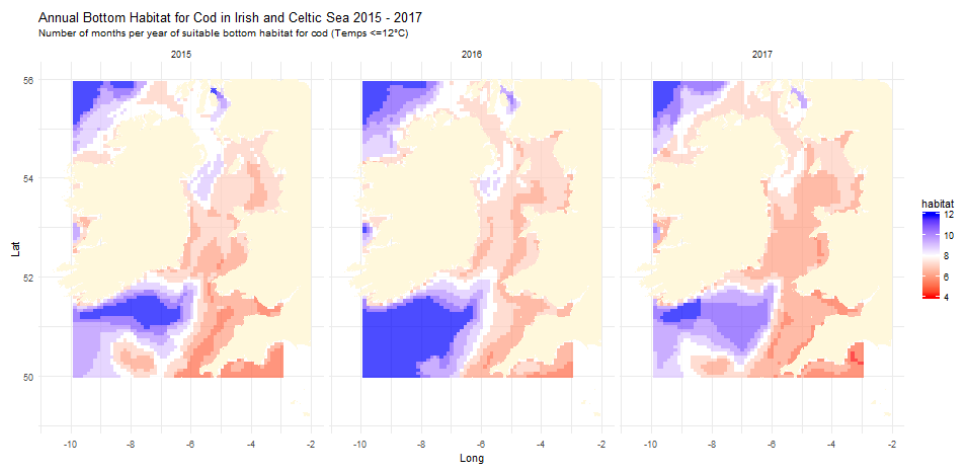 Annual Bottom Habitat for Cod in Irish and Celtic Sea 2015 - 2017
Number of months per year of suitable bottom habitat for cod (Temps <=12°C)
2015 2016 2017
56
54
52
50
Lat
habitat
12
10
8
6
4
-10 -8 -6 -4 -2 -10 -8 -6 -4 -2 -10 -8 -6 -4 -2
Long